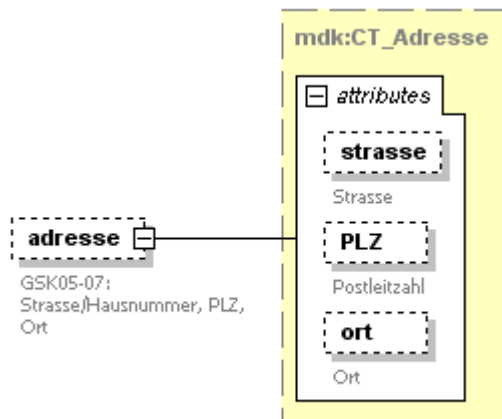 mdk:CT_Adresse
attributes
strasse
Strasse
adresse
GSK05-07:
Strasse/Hausnummer, PLZ,
Ort
PLZ
Postleitzahl
ort
Ort